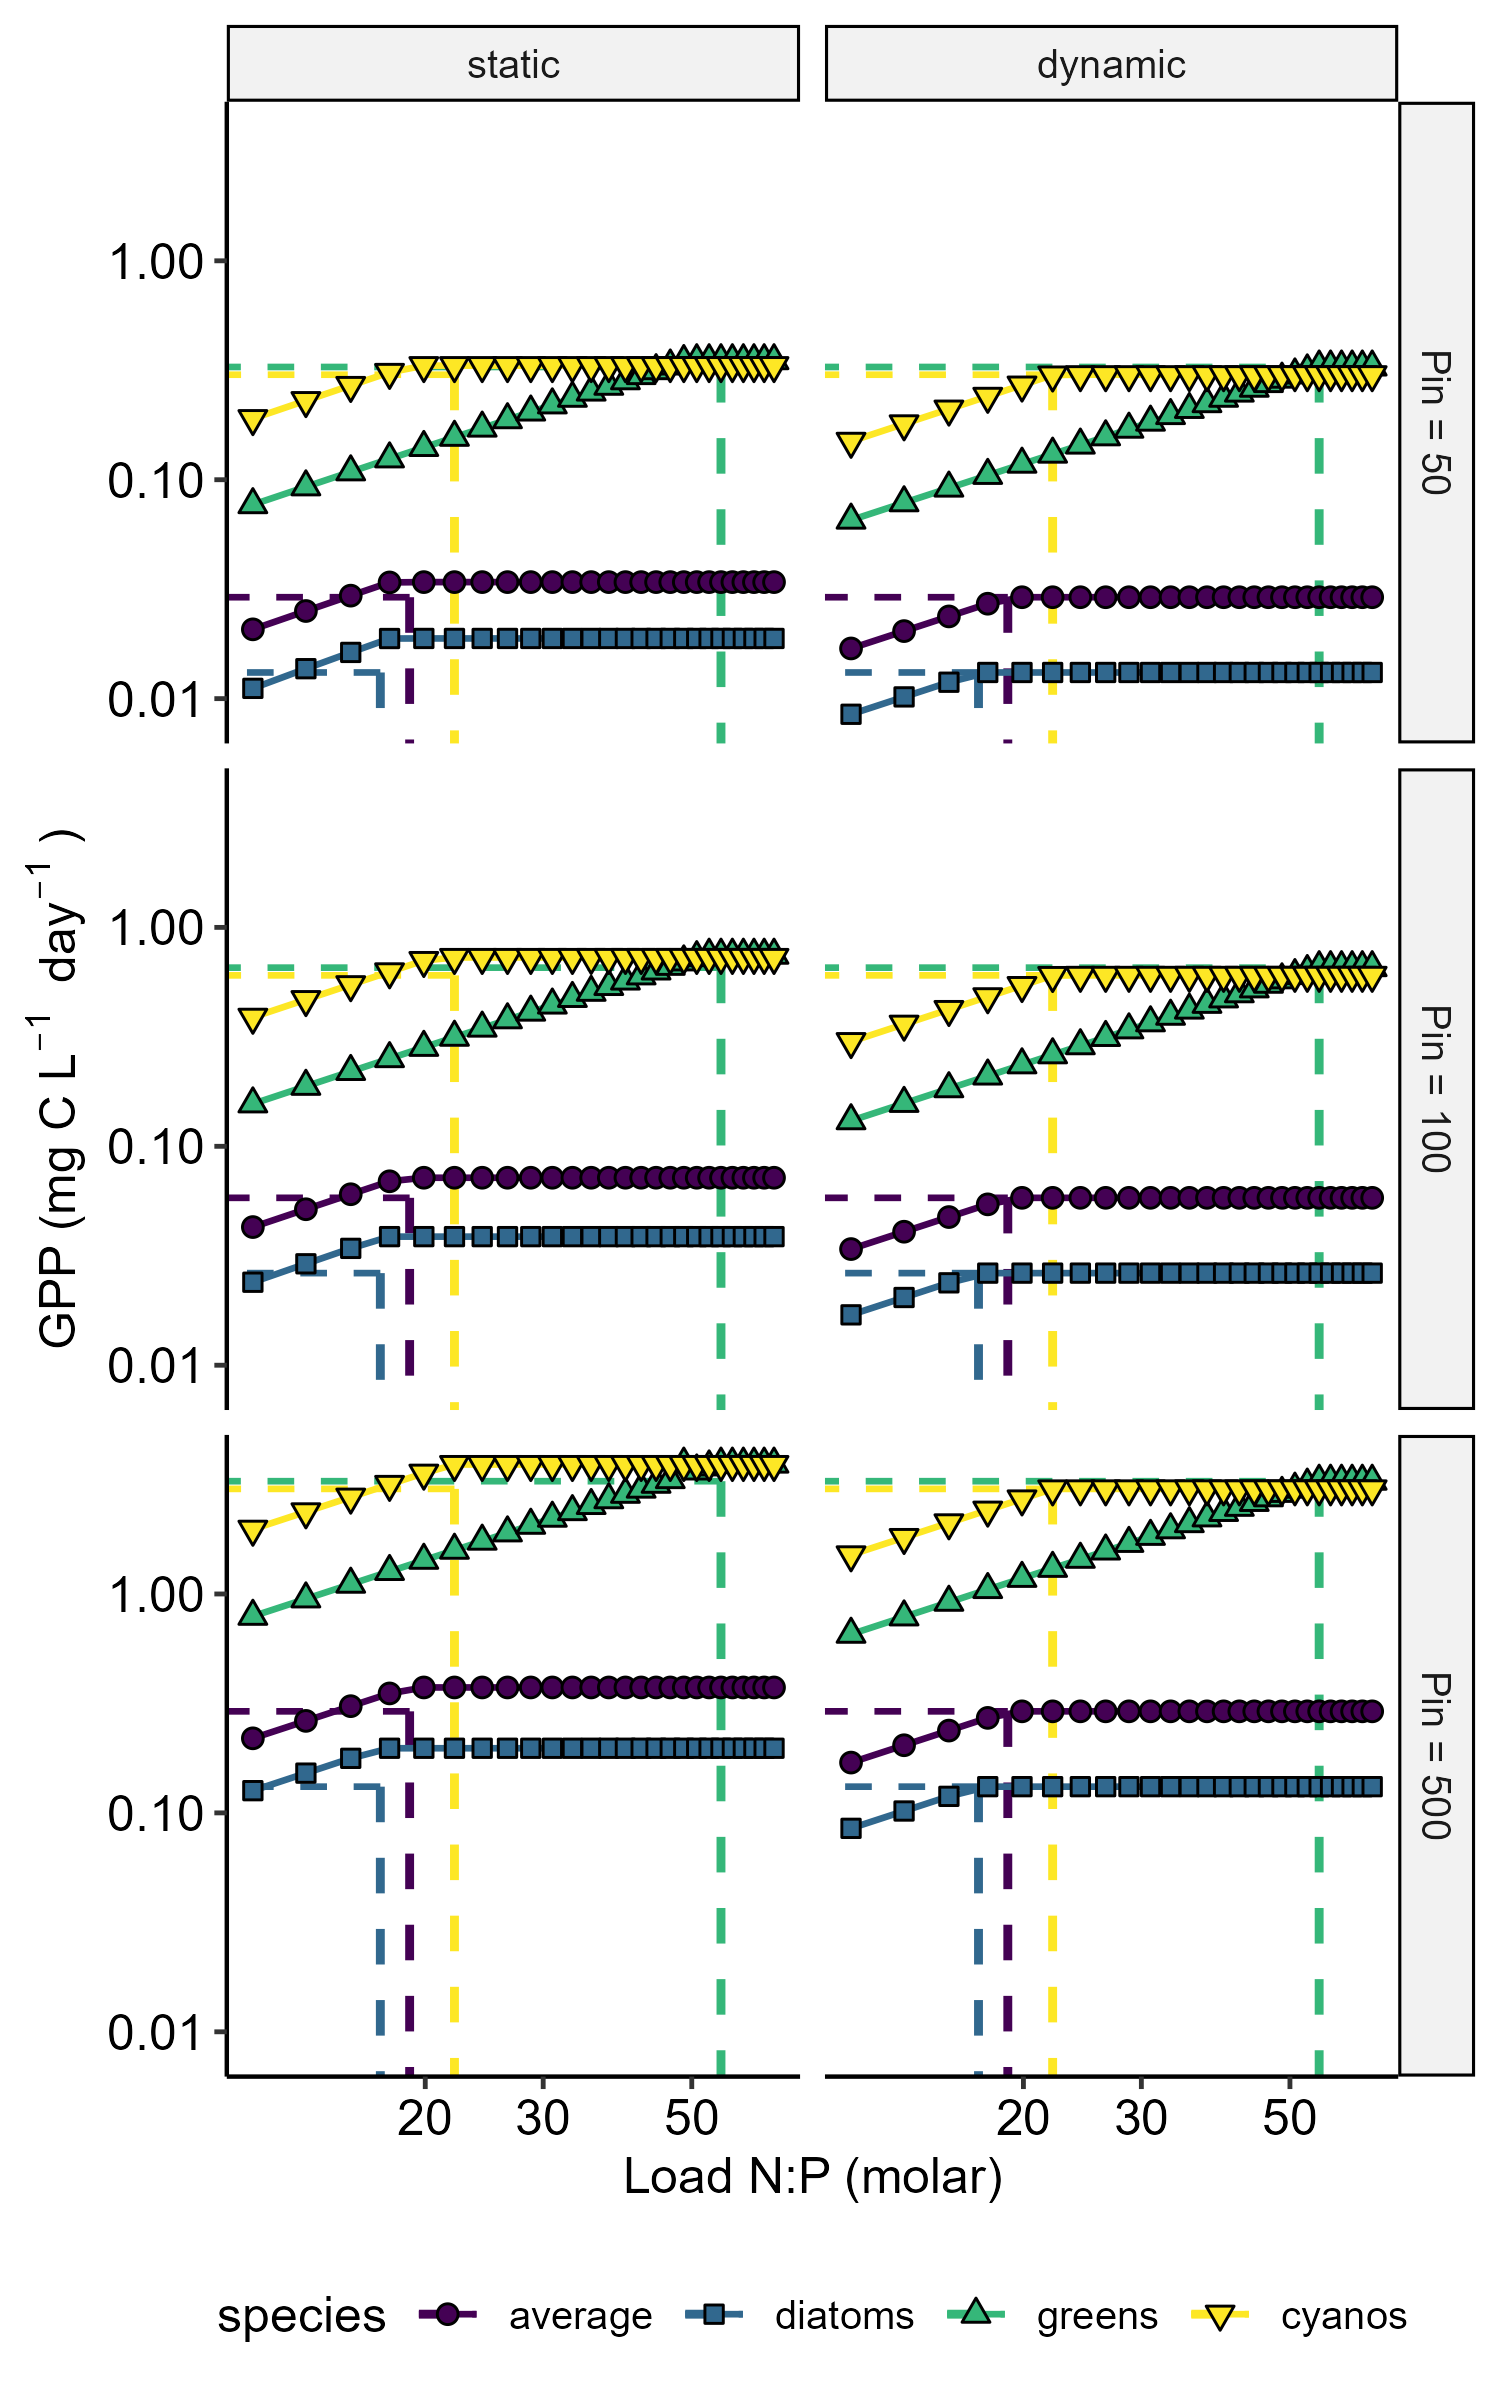 static
dynamic
1.00
0.10
0.01
Pin = 50
1.00
0.10
0.01
Pin = 100
1.00
0.10
0.01
Pin = 500
GPP (mg C L⁻¹ day⁻¹ )
20 30 50
20 30 50
Load N:P (molar)
species average diatoms greens cyanos